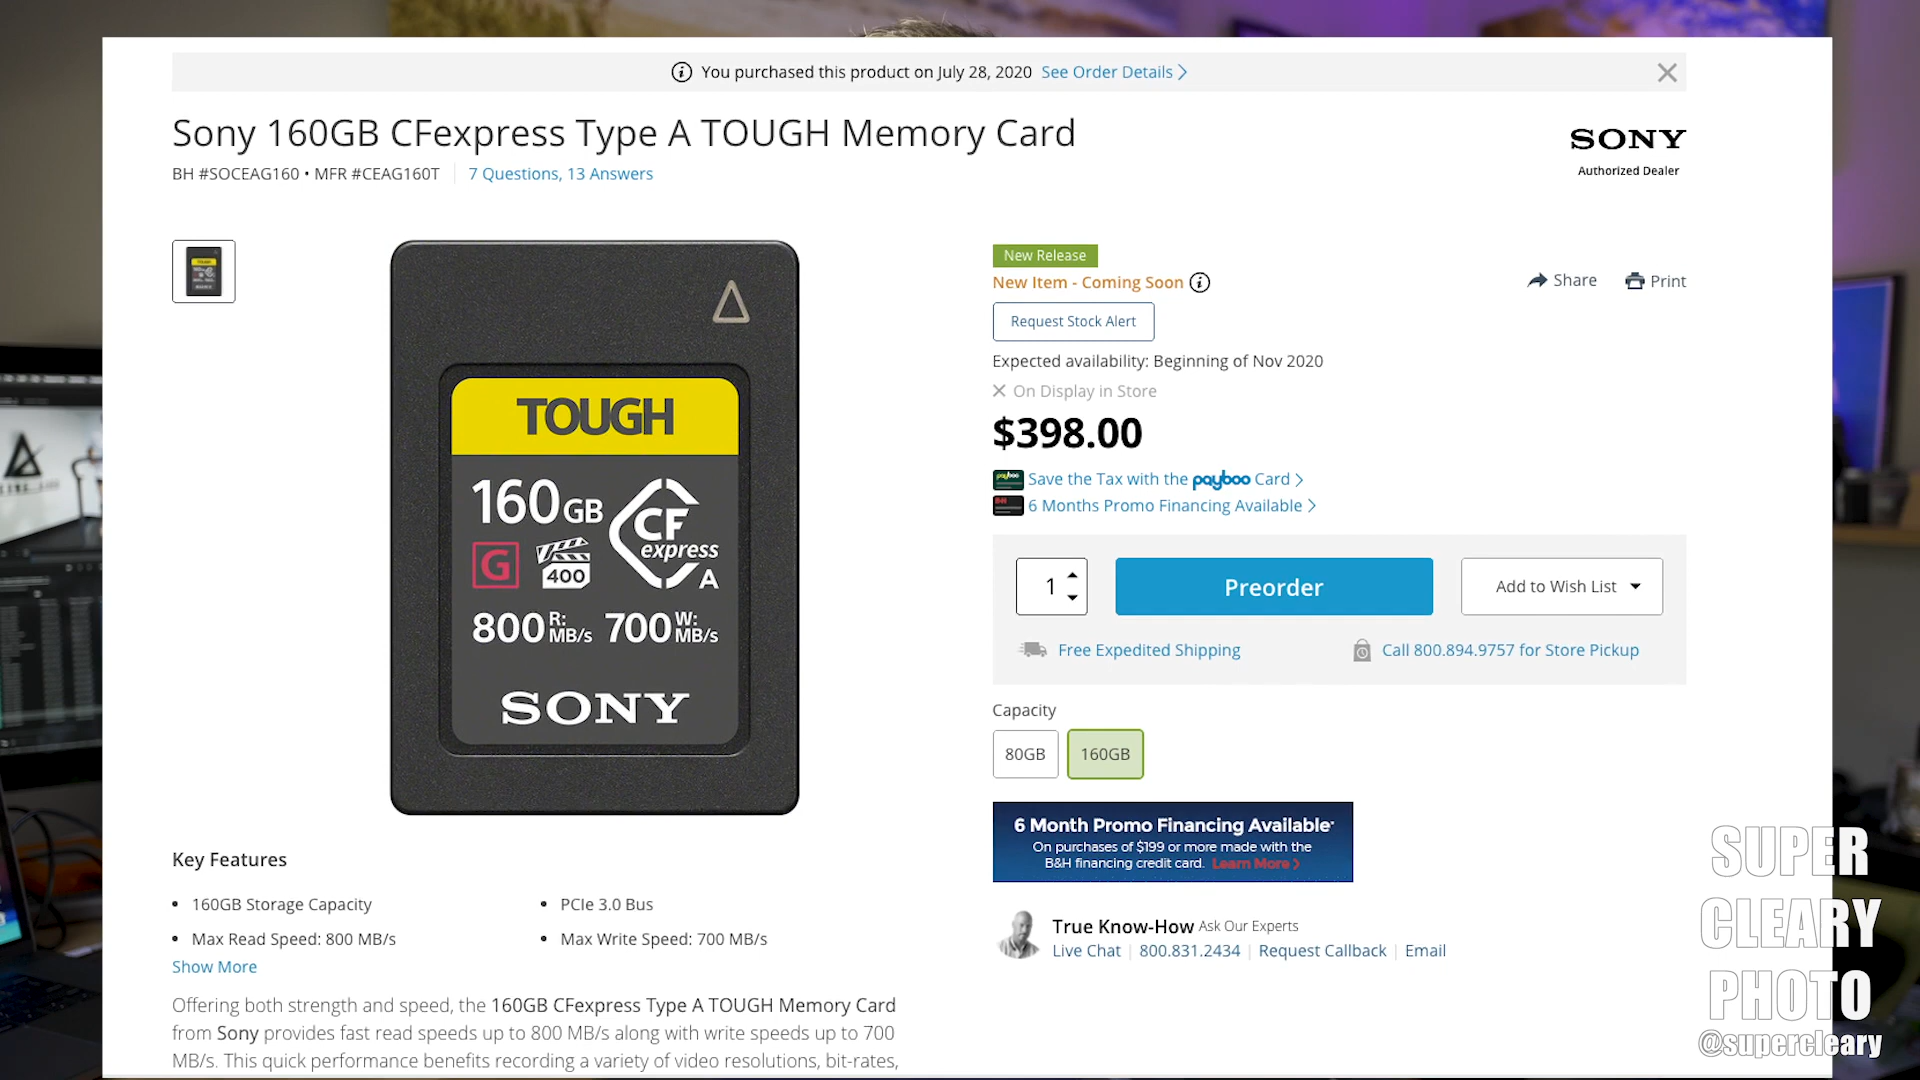 You purchased this product on July 28, 2020 See Order Details
Sony 160GB CFexpress Type A TOUGH Memory Card
BH #SOCEAG160 • MFR #CEAG160T 7 Questions, 13 Answers
SONY
Authorized Dealer
TOUGH
160GB
CF
express
A
G
400
800 R: MB/s 700 W: MB/s
SONY
New Release
New Item - Coming Soon
Share
Print
Request Stock Alert
Expected availability: Beginning of Nov 2020
On Display in Store
$398.00
Save the Tax with the payboo Card
6 Months Promo Financing Available
1
Preorder
Add to Wish List
Free Expedited Shipping
Call 800.894.9757 for Store Pickup
Capacity
80GB
160GB
6 Month Promo Financing Available*
On purchases of $199 or more made with the
B&H financing credit card. Learn More
True Know-How Ask Our Experts
Live Chat 800.831.2434 Request Callback Email
Key Features
• 160GB Storage Capacity
• PCIe 3.0 Bus
• Max Read Speed: 800 MB/s
• Max Write Speed: 700 MB/s
Show More
Offering both strength and speed, the 160GB CFexpress Type A TOUGH Memory Card
from Sony provides fast read speeds up to 800 MB/s along with write speeds up to 700
MB/s. This quick performance benefits recording a variety of video resolutions, bit-rates,
SUPER
CLEARY
PHOTO
@supercleary